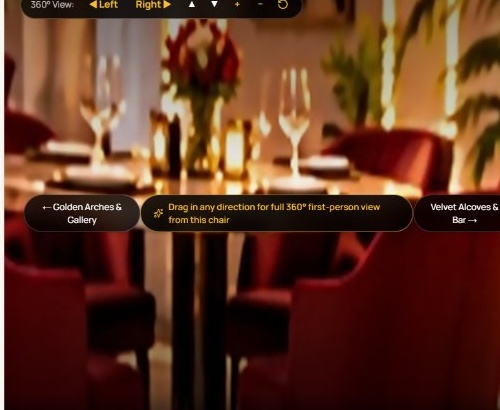 360° View: ◀ Left Right ▶ ▲ ▼ + −
← Golden Arches &
Gallery
Drag in any direction for full 360° first-person view
from this chair
Velvet Alcoves &
Bar →